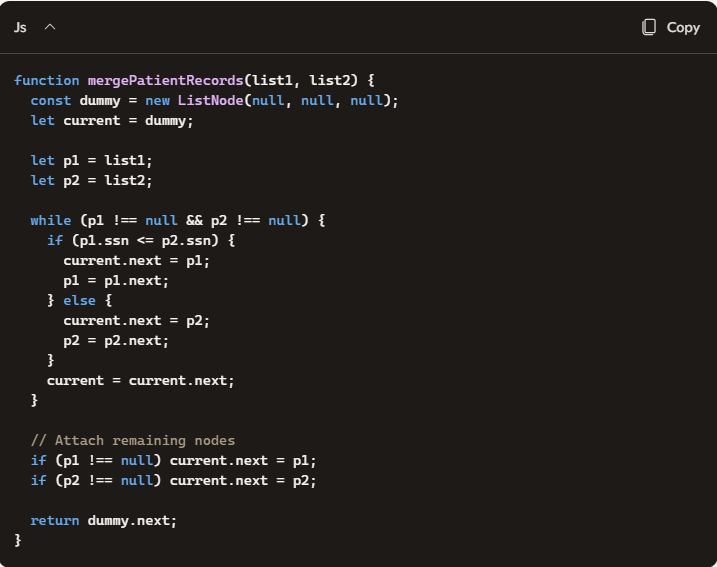 Js
Copy
function mergePatientRecords(list1, list2) {
  const dummy = new ListNode(null, null, null);
  let current = dummy;

  let p1 = list1;
  let p2 = list2;

  while (p1 !== null && p2 !== null) {
    if (p1.ssn <= p2.ssn) {
      current.next = p1;
      p1 = p1.next;
    } else {
      current.next = p2;
      p2 = p2.next;
    }
    current = current.next;
  }

  // Attach remaining nodes
  if (p1 !== null) current.next = p1;
  if (p2 !== null) current.next = p2;

  return dummy.next;
}